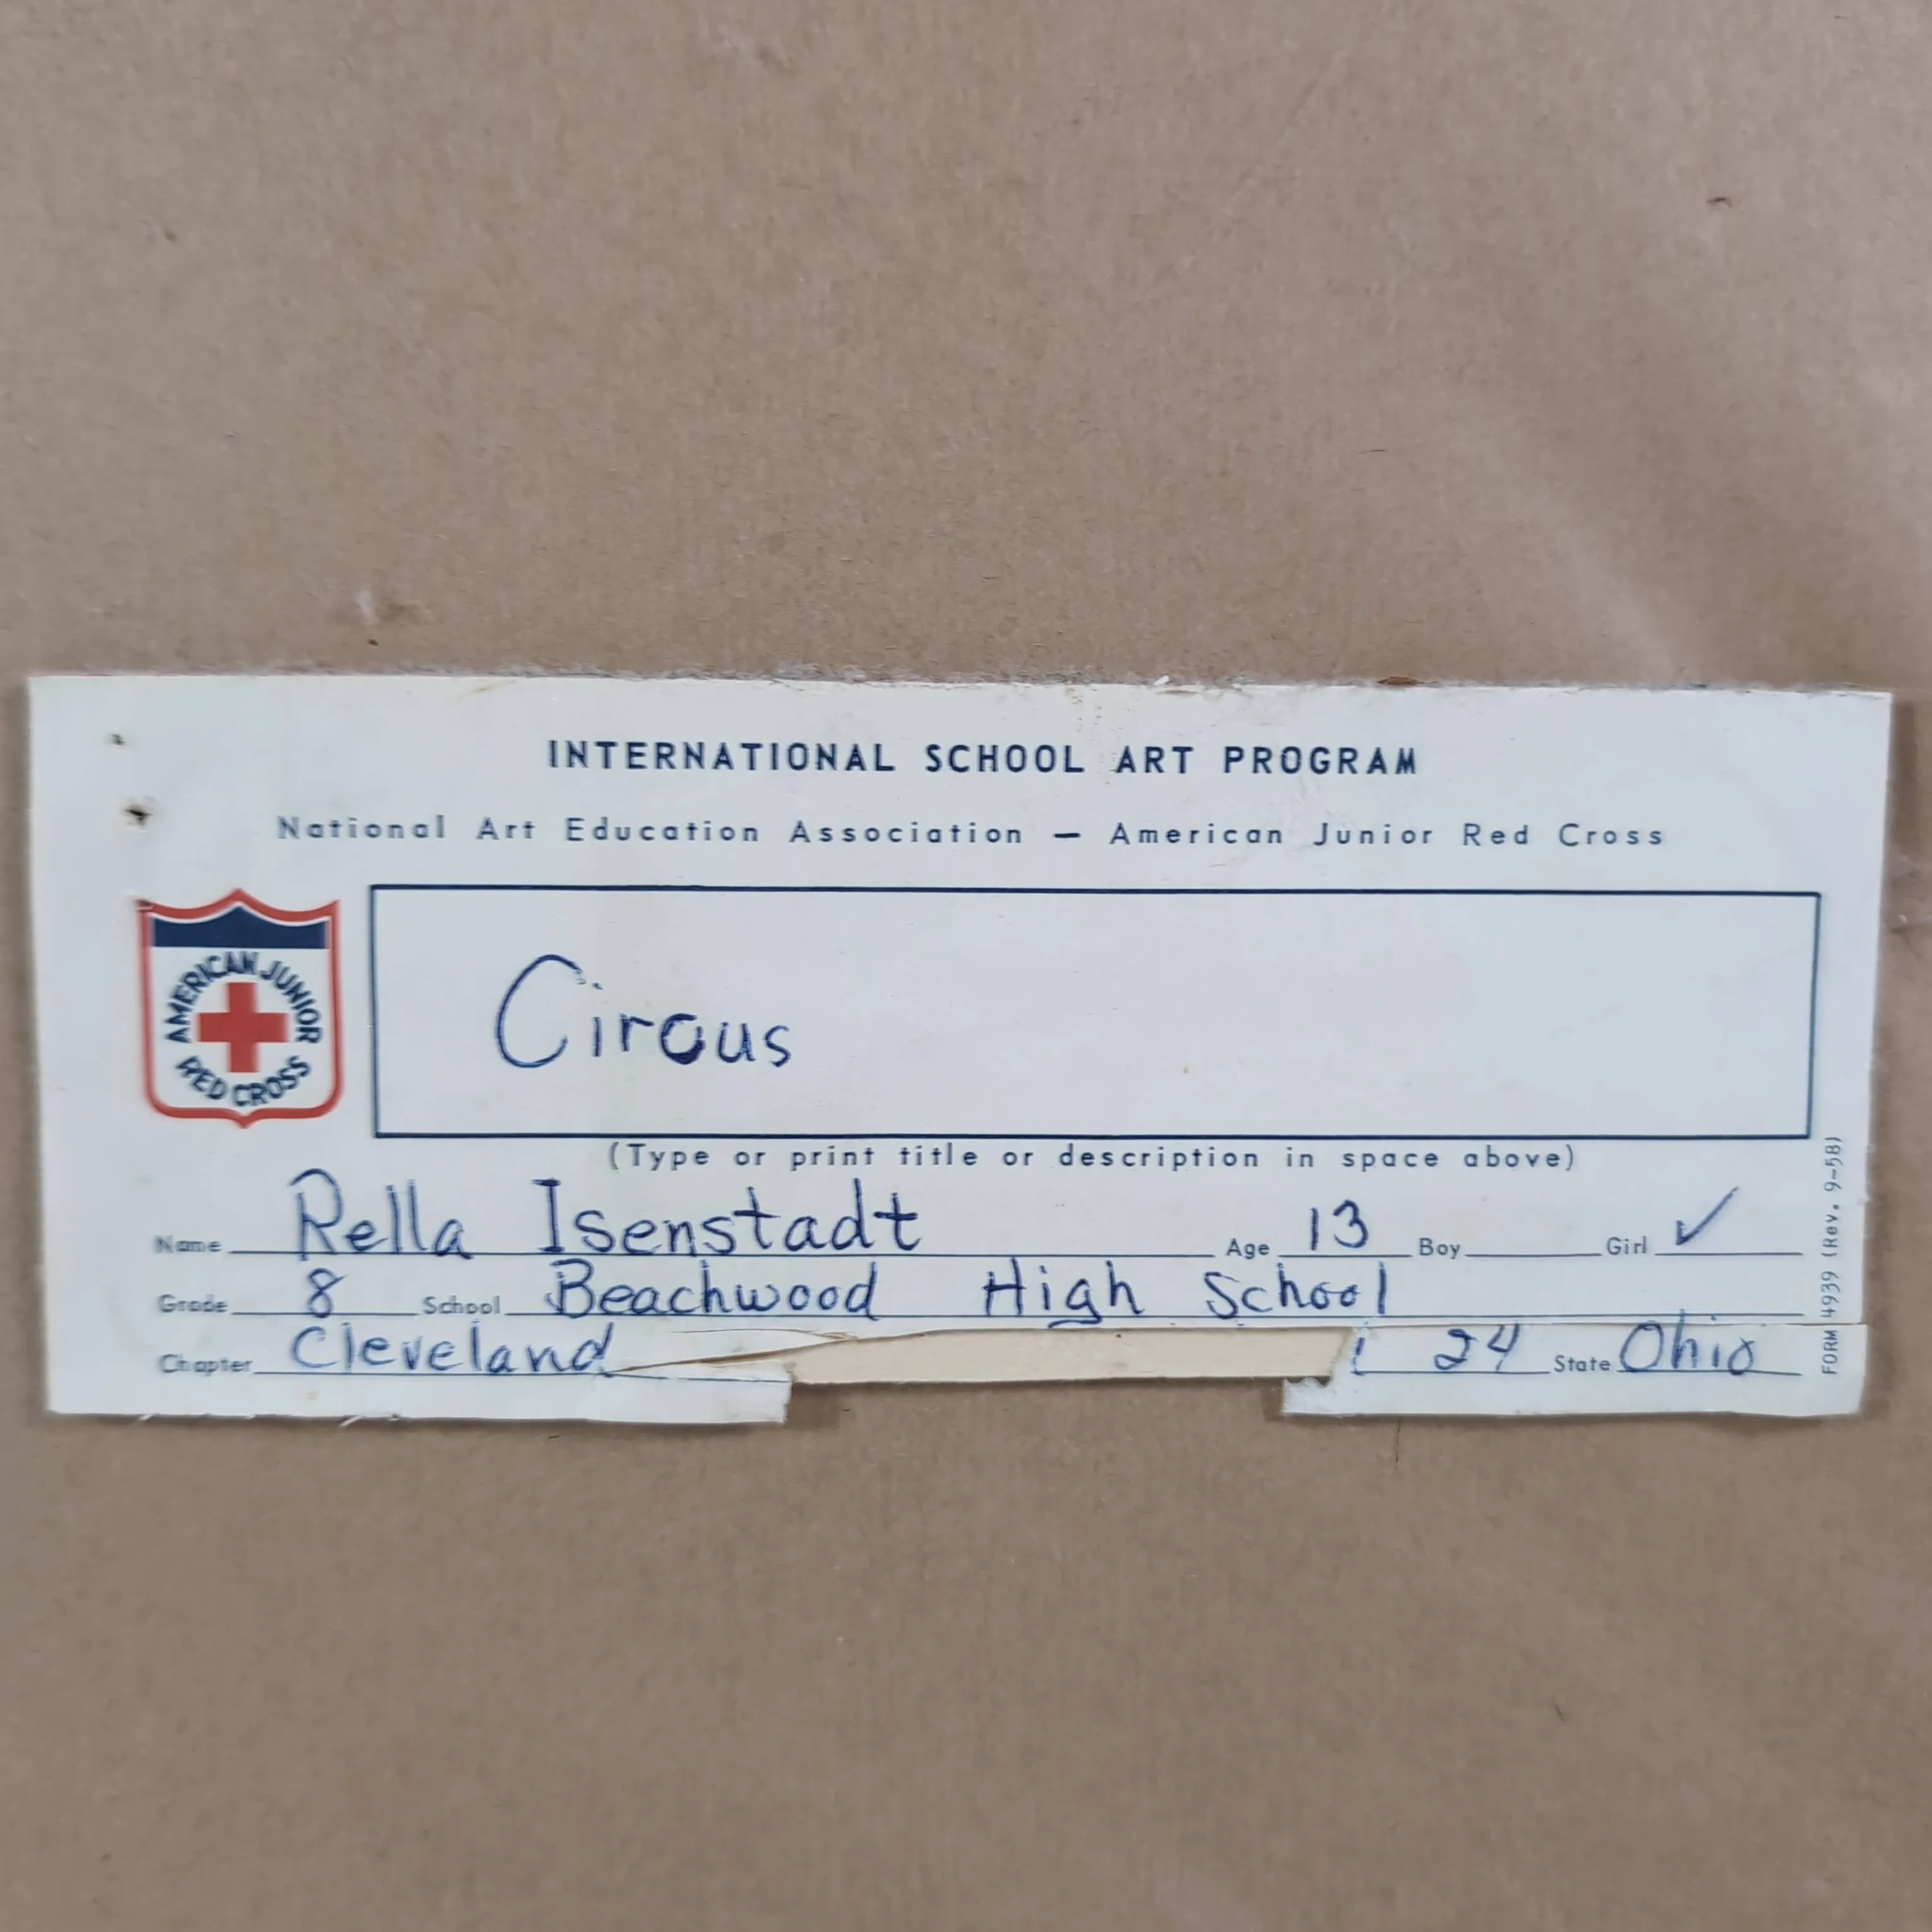 INTERNATIONAL SCHOOL ART PROGRAM
National Art Education Association — American Junior Red Cross
AMERICAN JUNIOR
RED CROSS
Circus
(Type or print title or description in space above)
Name Rella Isenstadt Age 13 Boy Girl ✓
Grade 8 School Beachwood High School
Chapter Cleveland 24 State Ohio
FORM 4939 (Rev. 9-58)